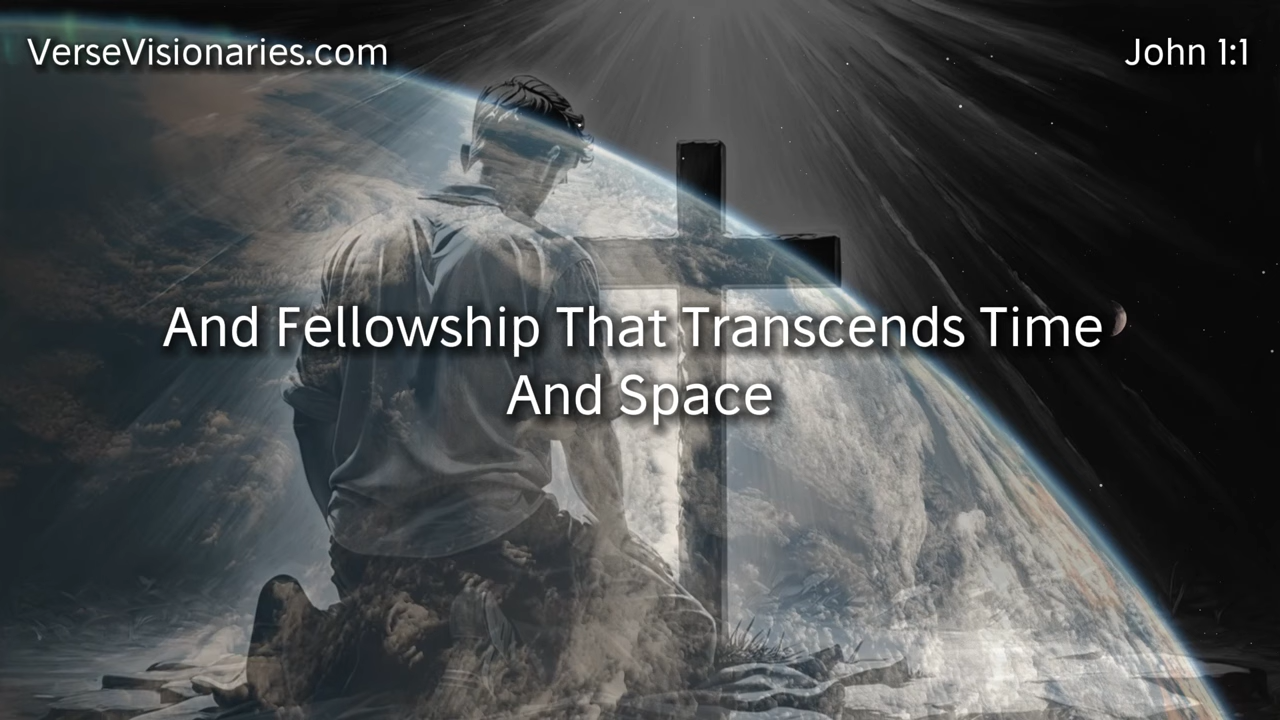 VerseVisionaries.com
John 1:1
And Fellowship That Transcends Time
And Space